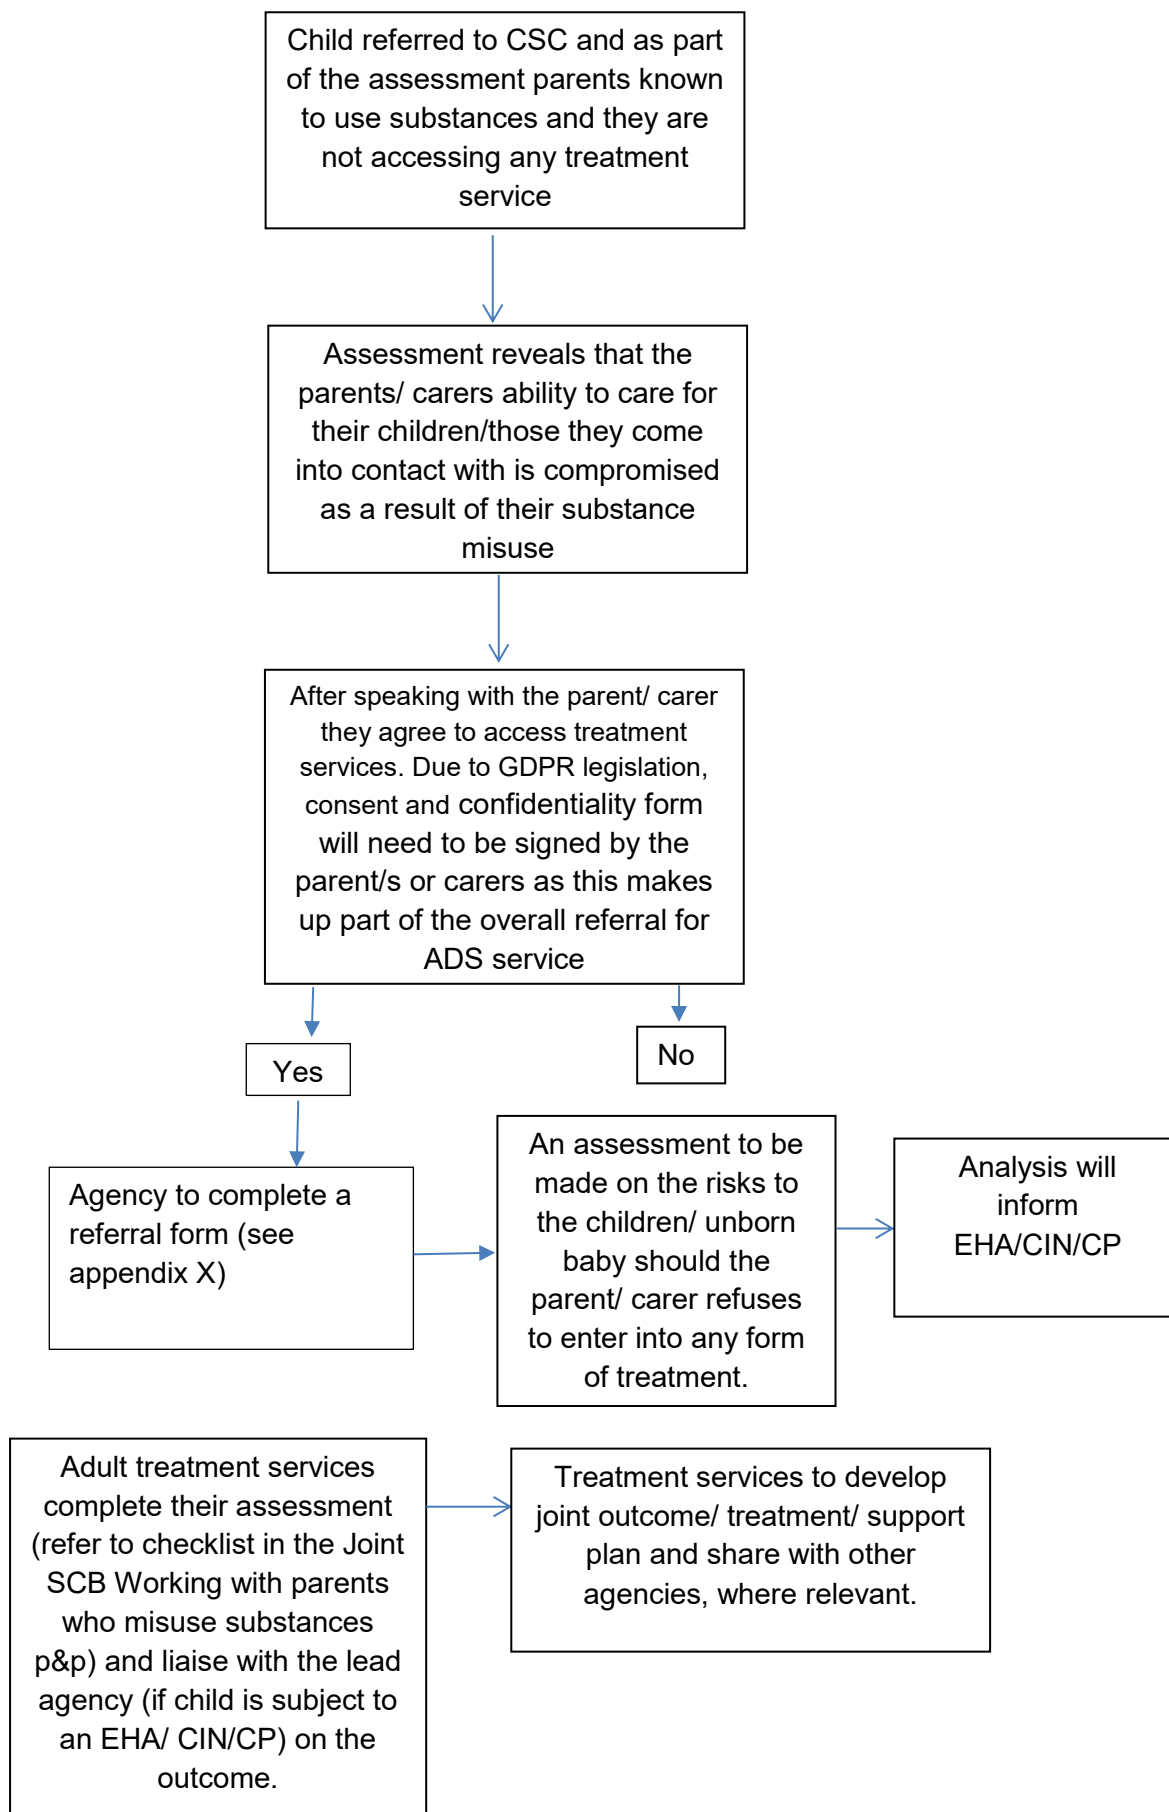 Child referred to CSC and as part
of the assessment parents known
to use substances and they are
not accessing any treatment
service
Assessment reveals that the
parents/ carers ability to care for
their children/those they come
into contact with is compromised
as a result of their substance
misuse
After speaking with the parent/ carer
they agree to access treatment
services. Due to GDPR legislation,
consent and confidentiality form
will need to be signed by the
parent/s or carers as this makes
up part of the overall referral for
ADS service
Yes
No
Agency to complete a
referral form (see
appendix X)
An assessment to be
made on the risks to
the children/ unborn
baby should the
parent/ carer refuses
to enter into any form
of treatment.
Analysis will
inform
EHA/CIN/CP
Adult treatment services
complete their assessment
(refer to checklist in the Joint
SCB Working with parents
who misuse substances
p&p) and liaise with the lead
agency (if child is subject to
an EHA/ CIN/CP) on the
outcome.
Treatment services to develop
joint outcome/ treatment/ support
plan and share with other
agencies, where relevant.